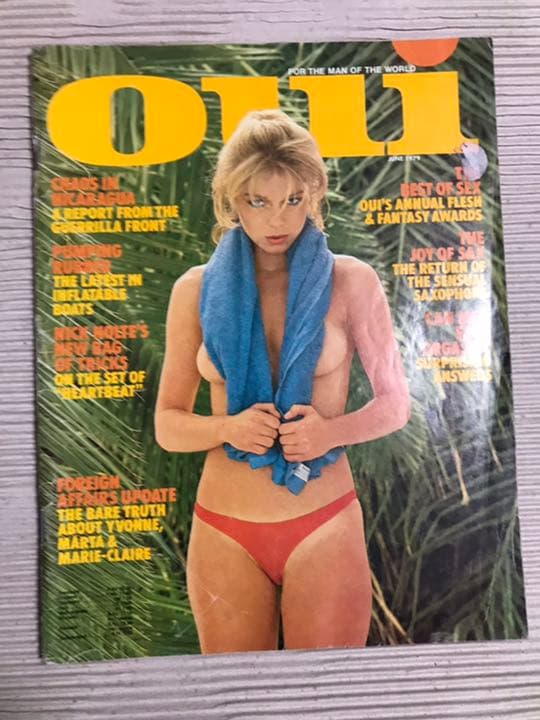 FOR THE MAN OF THE WORLD
OUI
JUNE 1979
CHAOS IN
NICARAGUA
A REPORT FROM THE
GUERRILLA FRONT
PUMPING
RUBBER
THE LATEST IN
INFLATABLE
BOATS
NICK NOLTE'S
NEW BAG
OF TRICKS
ON THE SET OF
"HEARTBEAT"
FOREIGN
AFFAIRS UPDATE
THE BARE TRUTH
ABOUT YVONNE,
MARTA &
MARIE-CLAIRE
BEST OF SEX
OUI'S ANNUAL FLESH
& FANTASY AWARDS
THE
JOY OF SAX
THE RETURN OF
THE SENSUAL
SAXOPHONE
ANSWERS